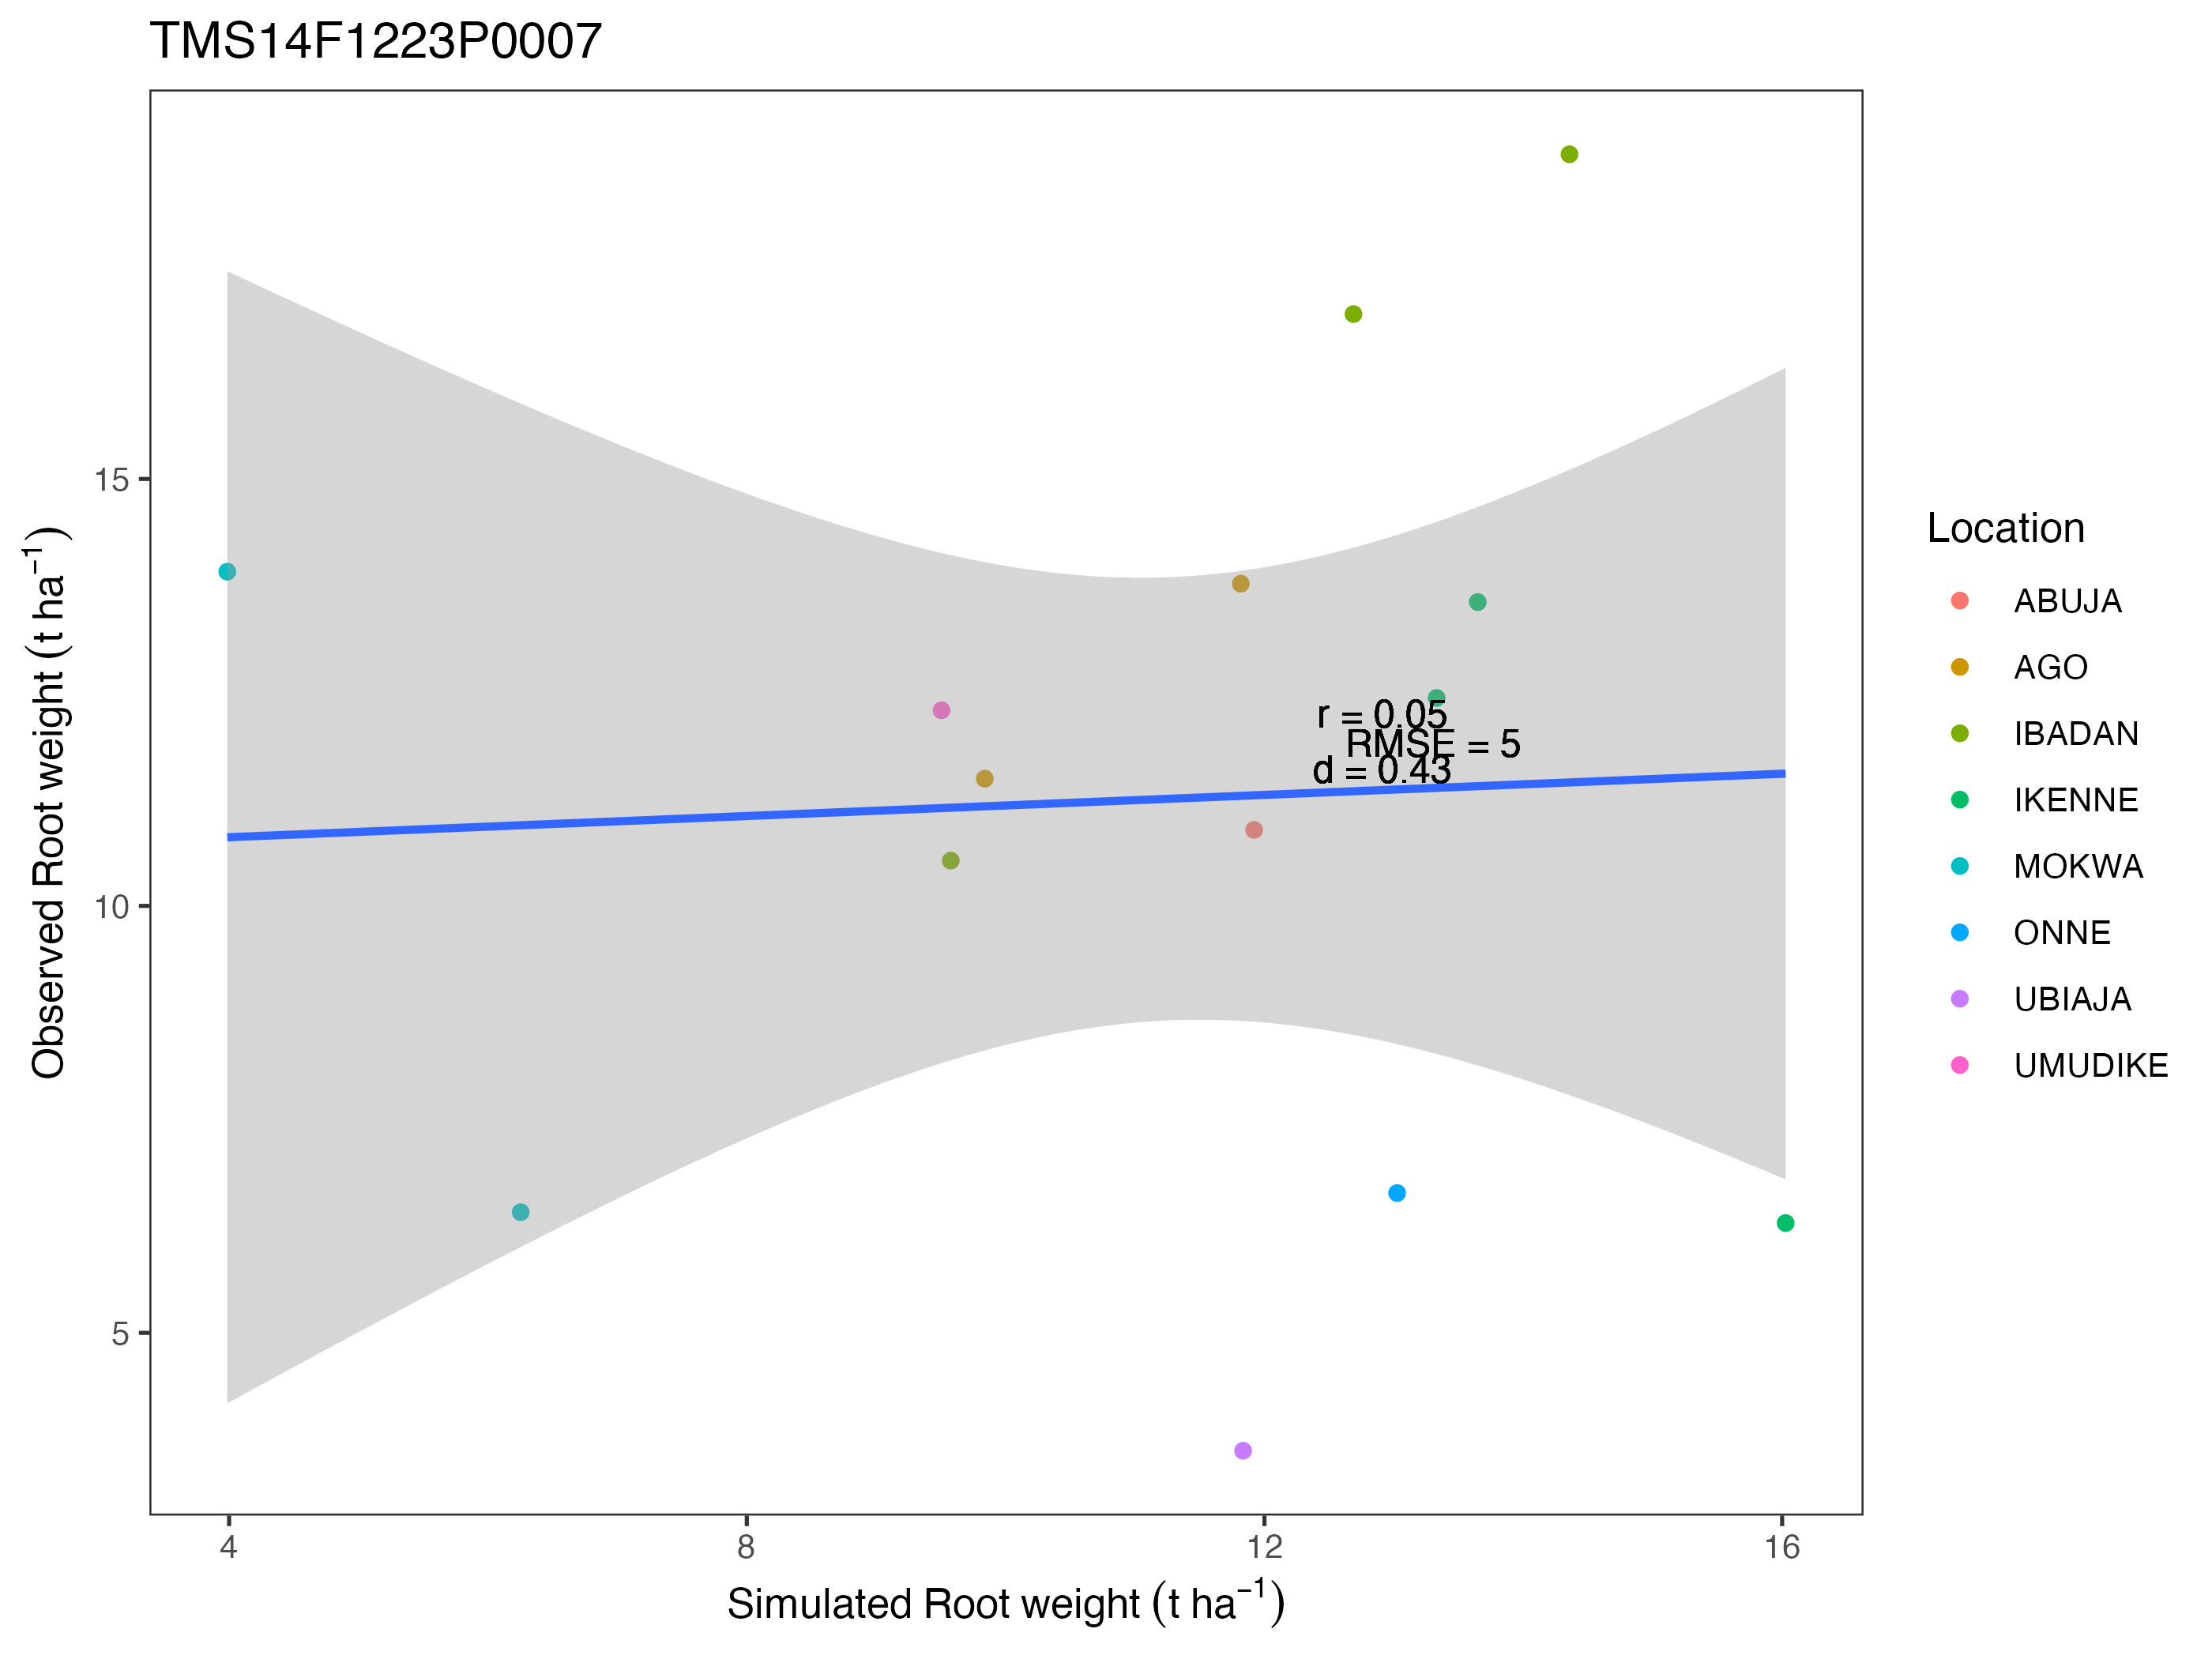 TMS14F1223P0007
Observed Root weight (t ha⁻¹)
15
10
5
r = 0.05
RMSE = 5
d = 0.43
4 8 12 16
Simulated Root weight (t ha⁻¹)
Location
ABUJA
AGO
IBADAN
IKENNE
MOKWA
ONNE
UBIAJA
UMUDIKE